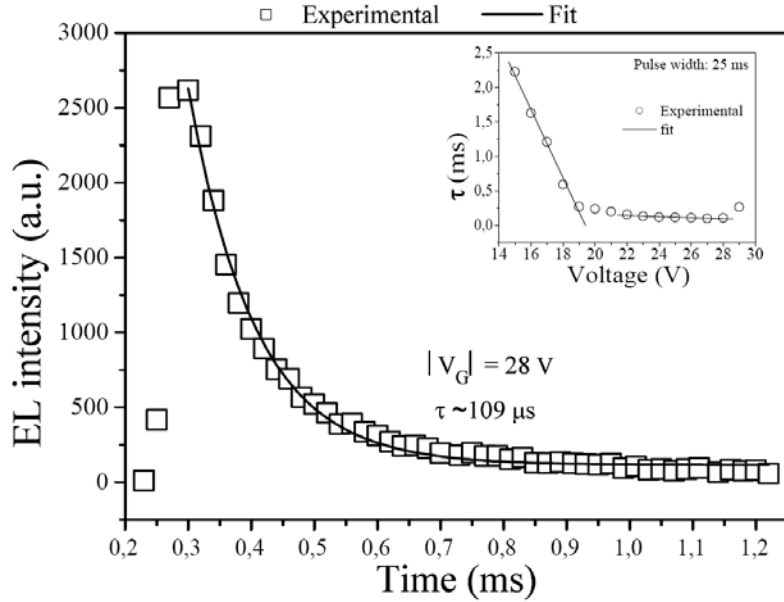 Experimental Fit
3000
2500
2000
1500
1000
500
0
EL intensity (a.u.)
0,2 0,3 0,4 0,5 0,6 0,7 0,8 0,9 1,0 1,1 1,2
Time (ms)
|V_G| = 28 V
τ ~109 μs
2,5
2,0
1,5
1,0
0,5
0,0
τ (ms)
Pulse width: 25 ms
Experimental
fit
14 16 18 20 22 24 26 28 30
Voltage (V)